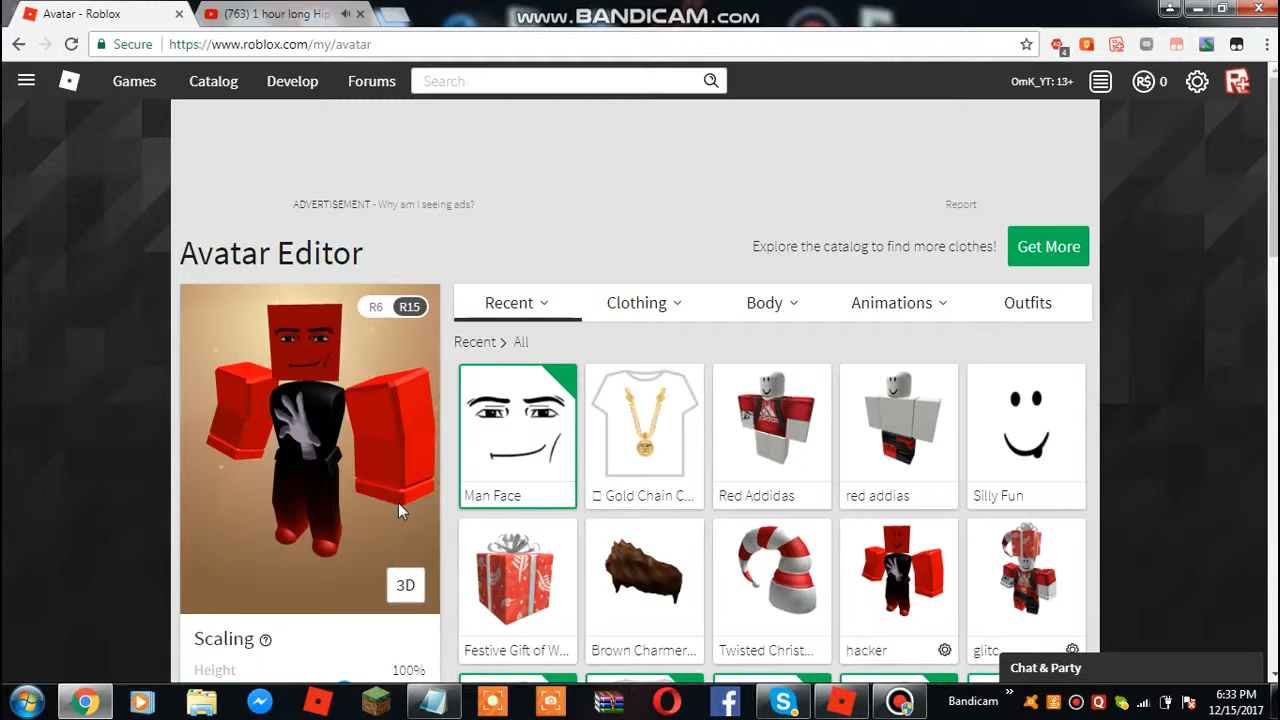 Avatar - Roblox
(763) 1 hour long Hip
www.BANDICAM.com
Secure
https://www.roblox.com/my/avatar
4
Games
Catalog
Develop
Forums
Search
OmK_YT: 13+
R$ 0
ADVERTISEMENT - Why am I seeing ads?
Report
Avatar Editor
Explore the catalog to find more clothes!
Get More
R6
R15
Recent
Clothing
Body
Animations
Outfits
Recent > All
Man Face
Gold Chain C...
Red Addidas
red addias
Silly Fun
3D
Festive Gift of W...
Brown Charmer...
Twisted Christ...
hacker
glitc
Scaling
Height
100%
Chat & Party
Bandicam
6:33 PM
12/15/2017